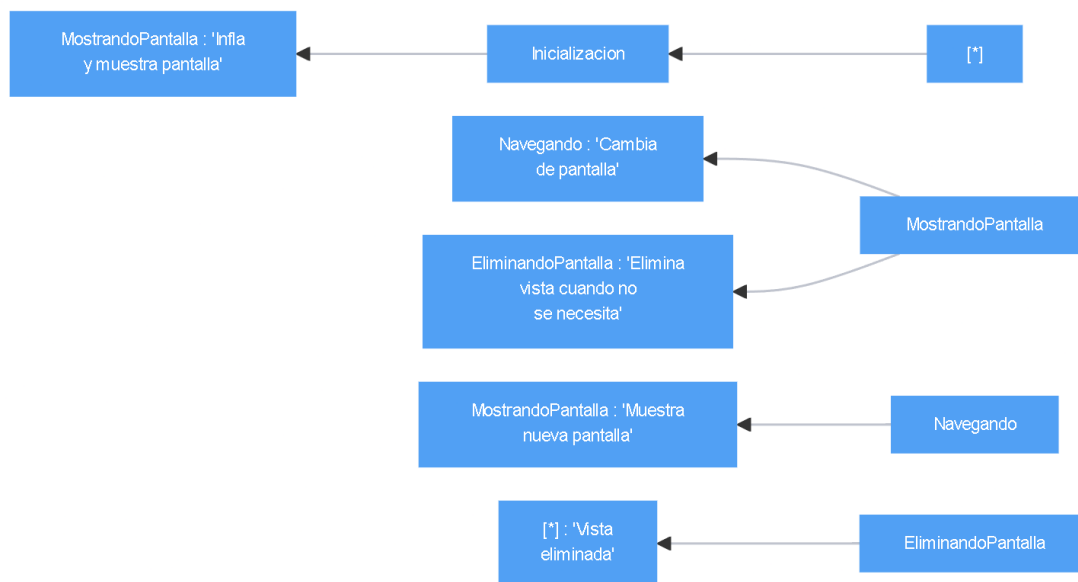 MostrandoPantalla : 'Infla
y muestra pantalla'
Inicializacion
[*]
Navegando : 'Cambia
de pantalla'
MostrandoPantalla
EliminandoPantalla : 'Elimina
vista cuando no
se necesita'
MostrandoPantalla : 'Muestra
nueva pantalla'
Navegando
[*] : 'Vista
eliminada'
EliminandoPantalla